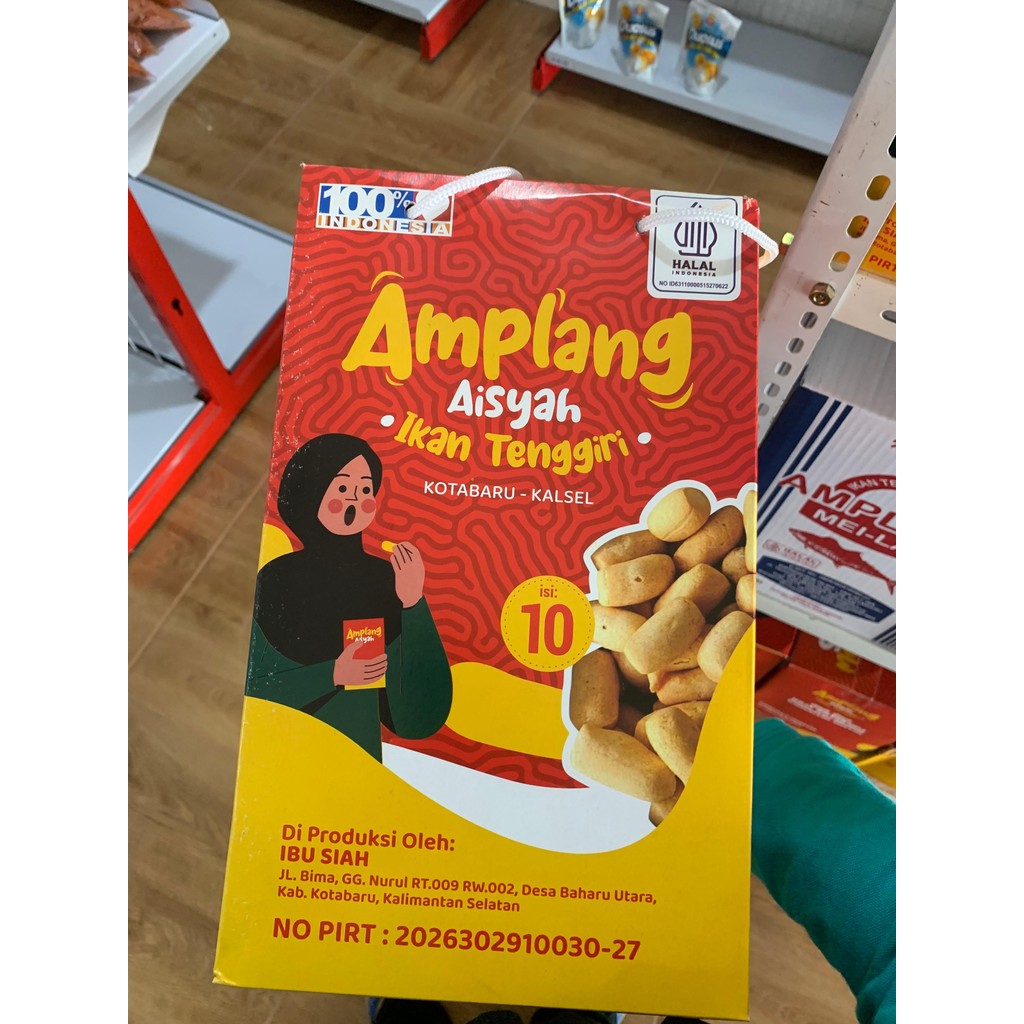 100%
INDONESIA
HALAL
INDONESIA
NO ID63110000515270622
Amplang
Aisyah
Ikan Tenggiri
KOTABARU - KALSEL
isi:
10
Amplang
Aisyah
Di Produksi Oleh:
IBU SIAH
JL. Bima, GG. Nurul RT.009 RW.002, Desa Baharu Utara,
Kab. Kotabaru, Kalimantan Selatan
NO PIRT : 2026302910030-27
PIRT